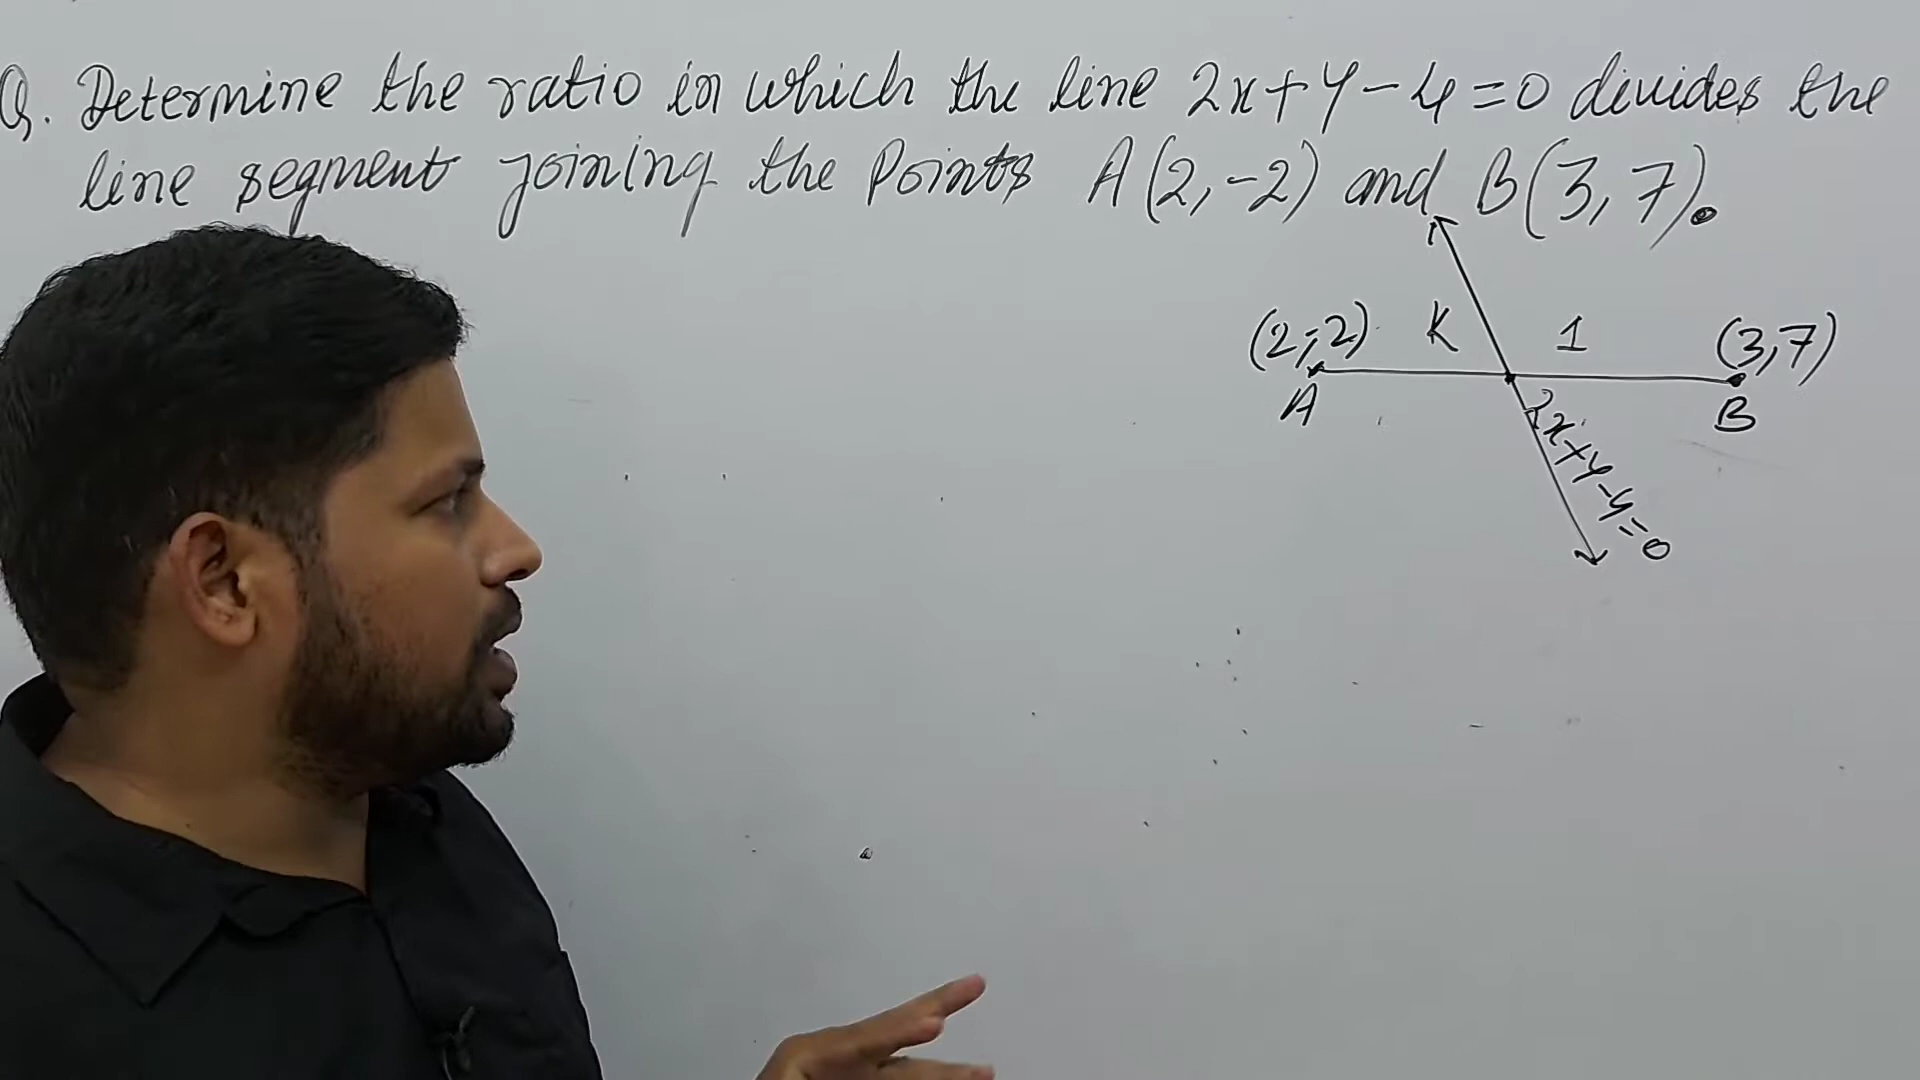 Q. Determine the ratio in which the line 2x+y-4=0 divides the
line segment joining the Points A(2,-2) and B(3,7).
(2,-2) K 1 (3,7)
A B
2x+y-4=0